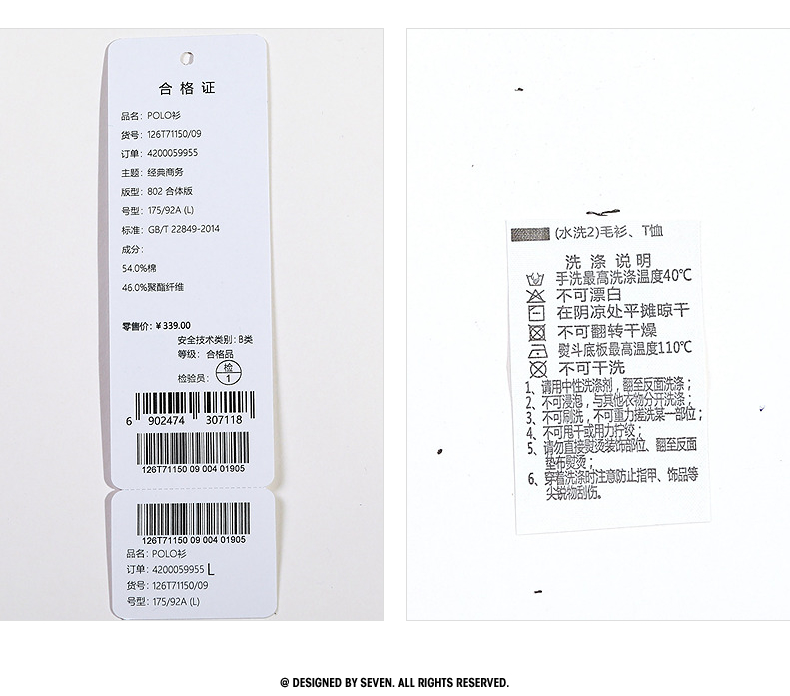 合格证
品名：POLO衫
货号：126T71150/09
订单：4200059955
主题：经典商务
版型：802 合体版
号型：175/92A (L)
标准：GB/T 22849-2014
成分：
54.0%棉
46.0%聚酯纤维
零售价：¥339.00
安全技术类别：B类
等级：合格品
检验员：检1
6 902474 307118
126T71150 09 004 01905
126T71150 09 004 01905
品名：POLO衫
订单：4200059955 L
货号：126T71150/09
号型：175/92A (L)
(水洗2)毛衫、T恤
洗涤说明
手洗最高洗涤温度40℃
不可漂白
在阴凉处平摊晾干
不可翻转干燥
熨斗底板最高温度110℃
不可干洗
1、请用中性洗涤剂，翻至反面洗涤；
2、不可浸泡，与其他衣物分开洗涤；
3、不可刷洗，不可重力搓洗某一部位；
4、不可甩干或用力拧绞；
5、请勿直接熨烫装饰部位、翻至反面
垫布熨烫；
6、穿着洗涤时注意防止指甲、饰品等
尖锐物刮伤。
@ DESIGNED BY SEVEN. ALL RIGHTS RESERVED.